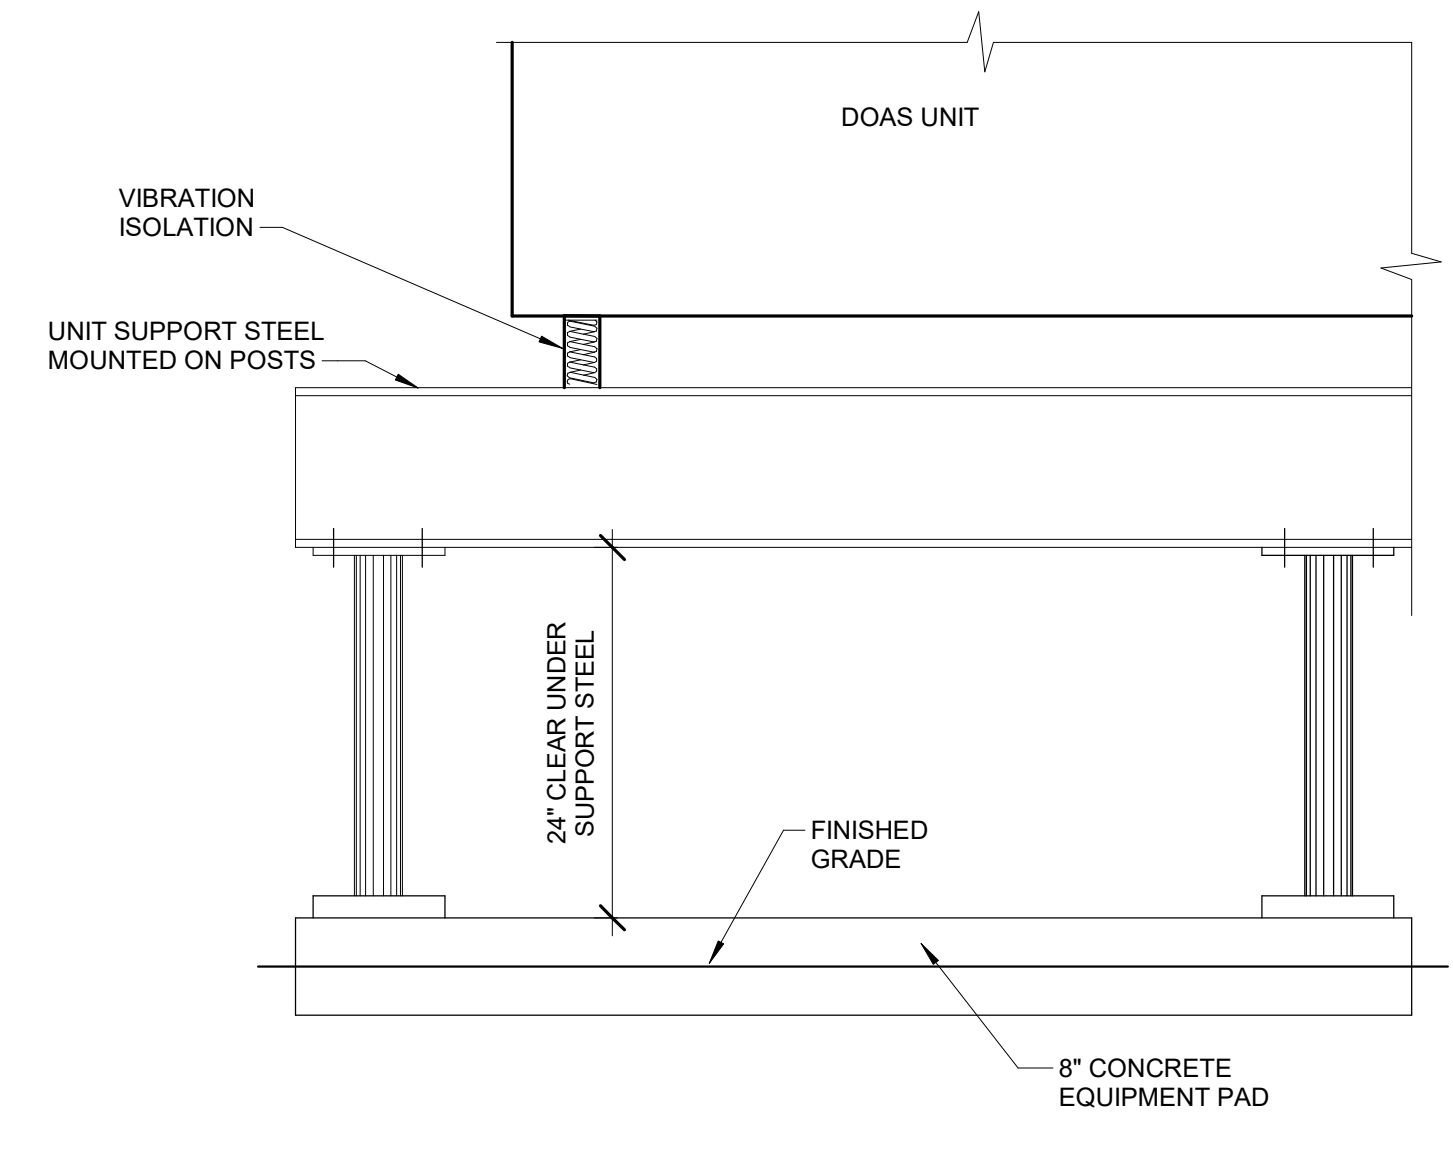 DOAS UNIT
VIBRATION
ISOLATION
UNIT SUPPORT STEEL
MOUNTED ON POSTS
24" CLEAR UNDER
SUPPORT STEEL
FINISHED
GRADE
8" CONCRETE
EQUIPMENT PAD